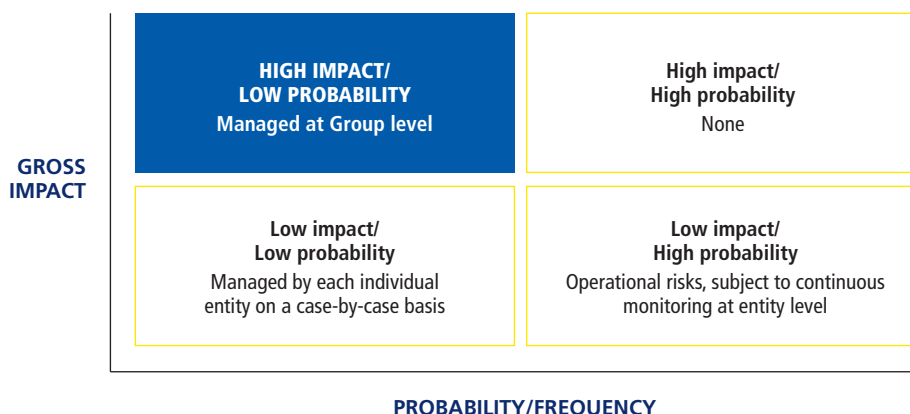 HIGH IMPACT/
LOW PROBABILITY
Managed at Group level
High impact/
High probability
None
GROSS
IMPACT
Low impact/
Low probability
Managed by each individual
entity on a case-by-case basis
Low impact/
High probability
Operational risks, subject to continuous
monitoring at entity level
PROBABILITY/FREQUENCY